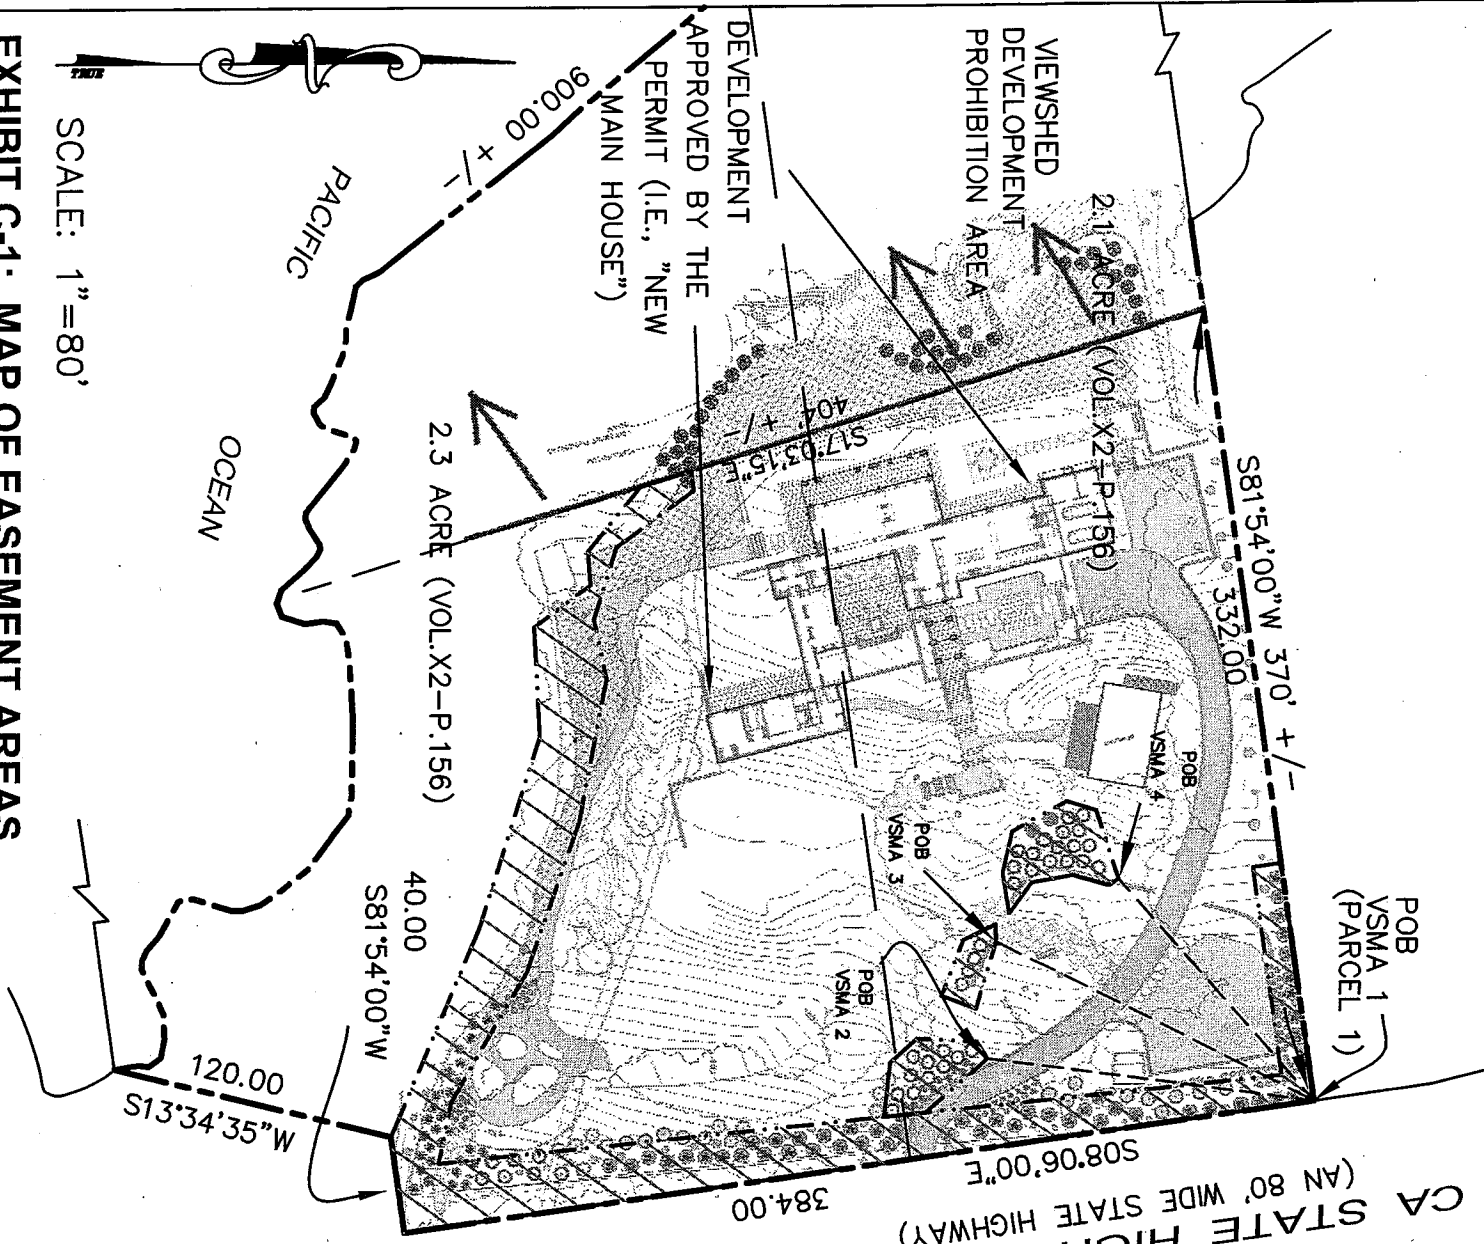 EXHIBIT C-1: MAP OF EASEMENT AREAS
SCALE: 1"=80'
TRUE
PACIFIC
OCEAN
900.00 +/-
DEVELOPMENT
APPROVED BY THE
PERMIT (I.E., "NEW
MAIN HOUSE")
VIEWSHED
DEVELOPMENT
PROHIBITION AREA
2.1 ACRE (VOL.X2-P.156)
2.3 ACRE (VOL.X2-P.156)
404' +/-
S17°03'15"E
S81°54'00"W 370' +/-
332.00
POB
VSMA 4
POB
VSMA 3
POB
VSMA 2
POB
VSMA 1
(PARCEL 1)
40.00
S81°54'00"W
120.00
S13°34'35"W
S08°06'00"E
384.00
(AN 80' WIDE STATE HIGHWAY)
CA STATE